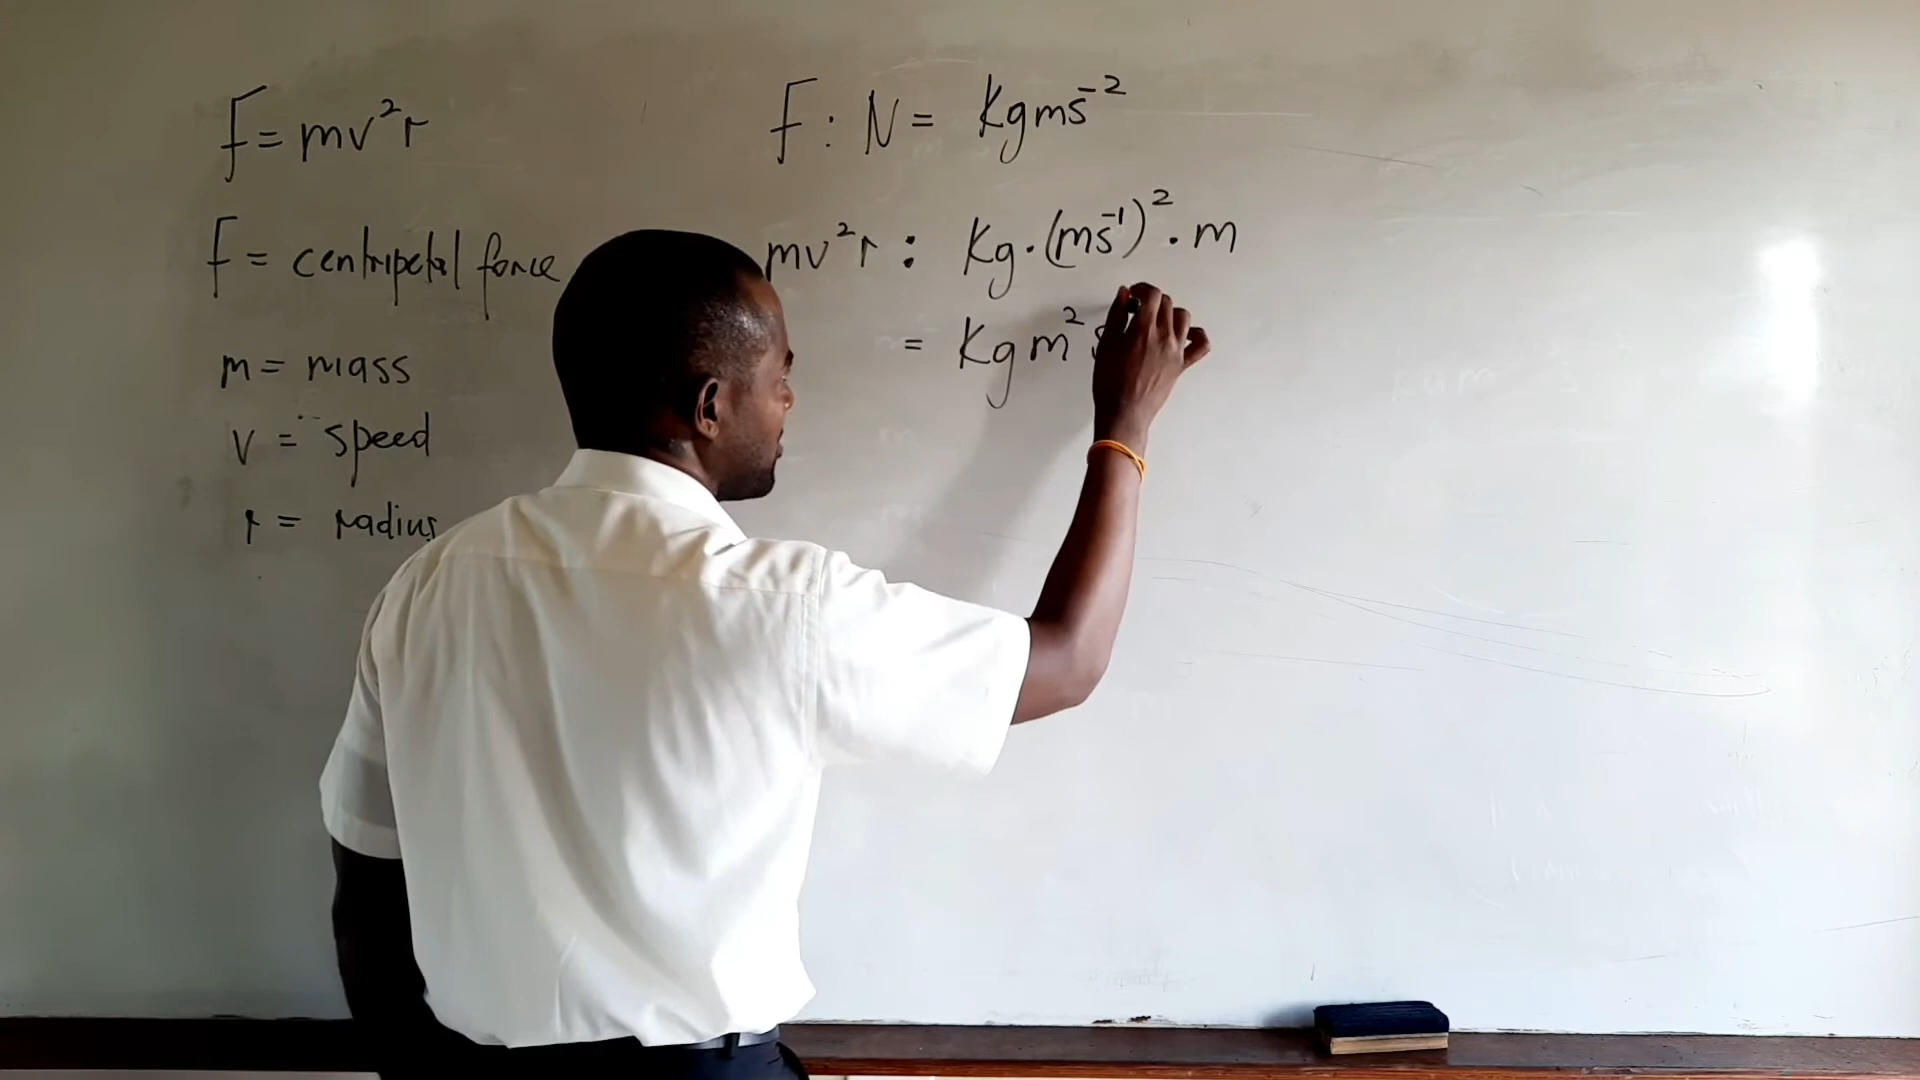 F = mv²r
F = centripetal force
m = mass
v = speed
r = radius
F : N = Kgms⁻²
mv²r : Kg·(ms⁻¹)²·m
= Kgm²s